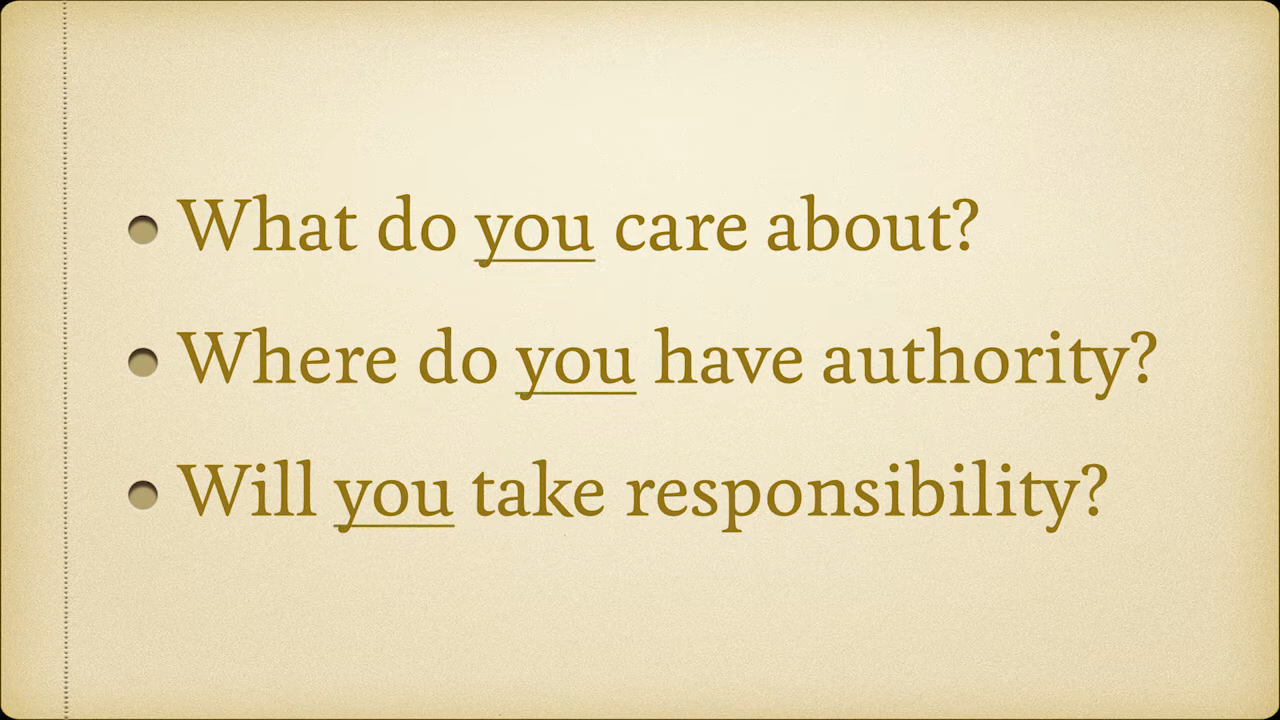 • What do you care about?
• Where do you have authority?
• Will you take responsibility?